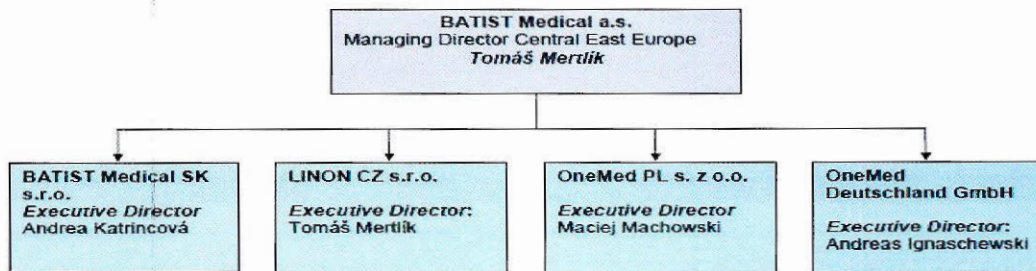 BATIST Medical a.s.
Managing Director Central East Europe
Tomáš Mertlík
BATIST Medical SK
s.r.o.
Executive Director
Andrea Katrincová
LINON CZ s.r.o.
Executive Director:
Tomáš Mertlík
OneMed PL s. z o.o.
Executive Director
Maciej Machowski
OneMed
Deutschland GmbH
Executive Director:
Andreas Ignaschewski